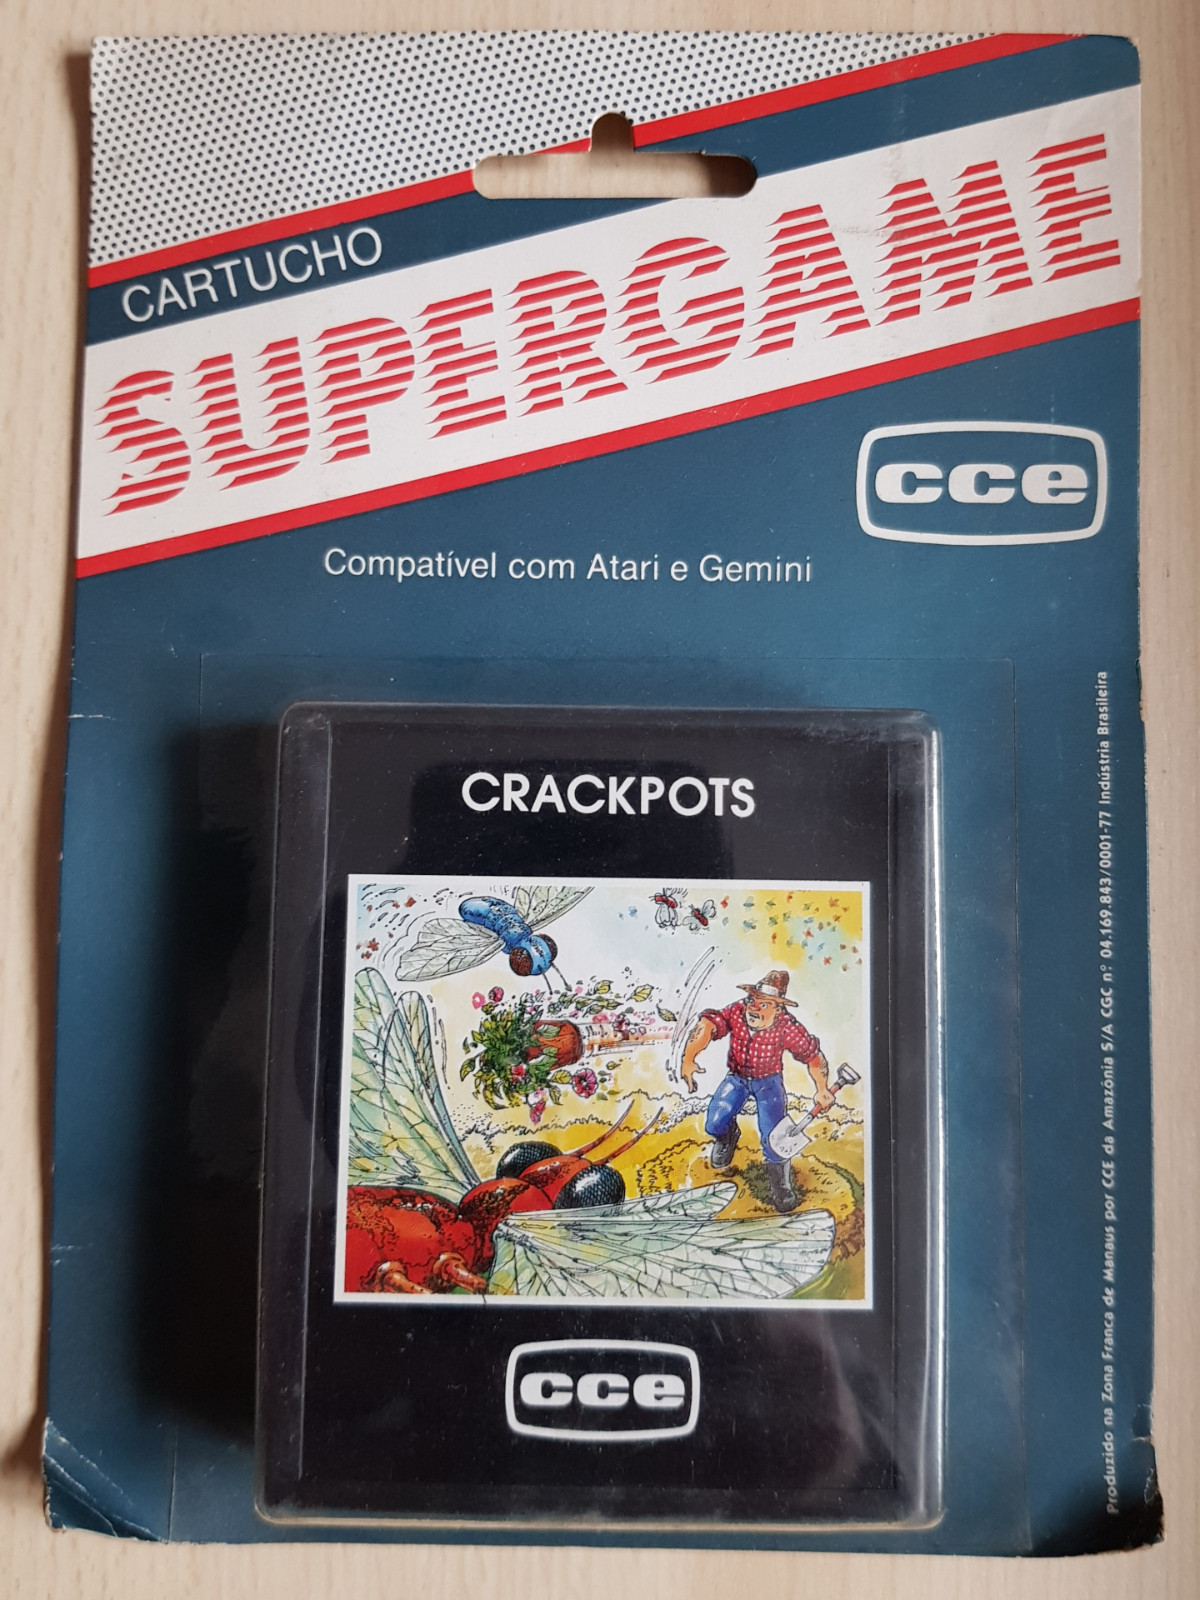 CARTUCHO
SUPERGAME
cce
Compatível com Atari e Gemini
CRACKPOTS
cce
Produzido na Zona Franca de Manaus por CCE da Amazônia S/A CGC nº 04.169.843/0001-77 Indústria Brasileira